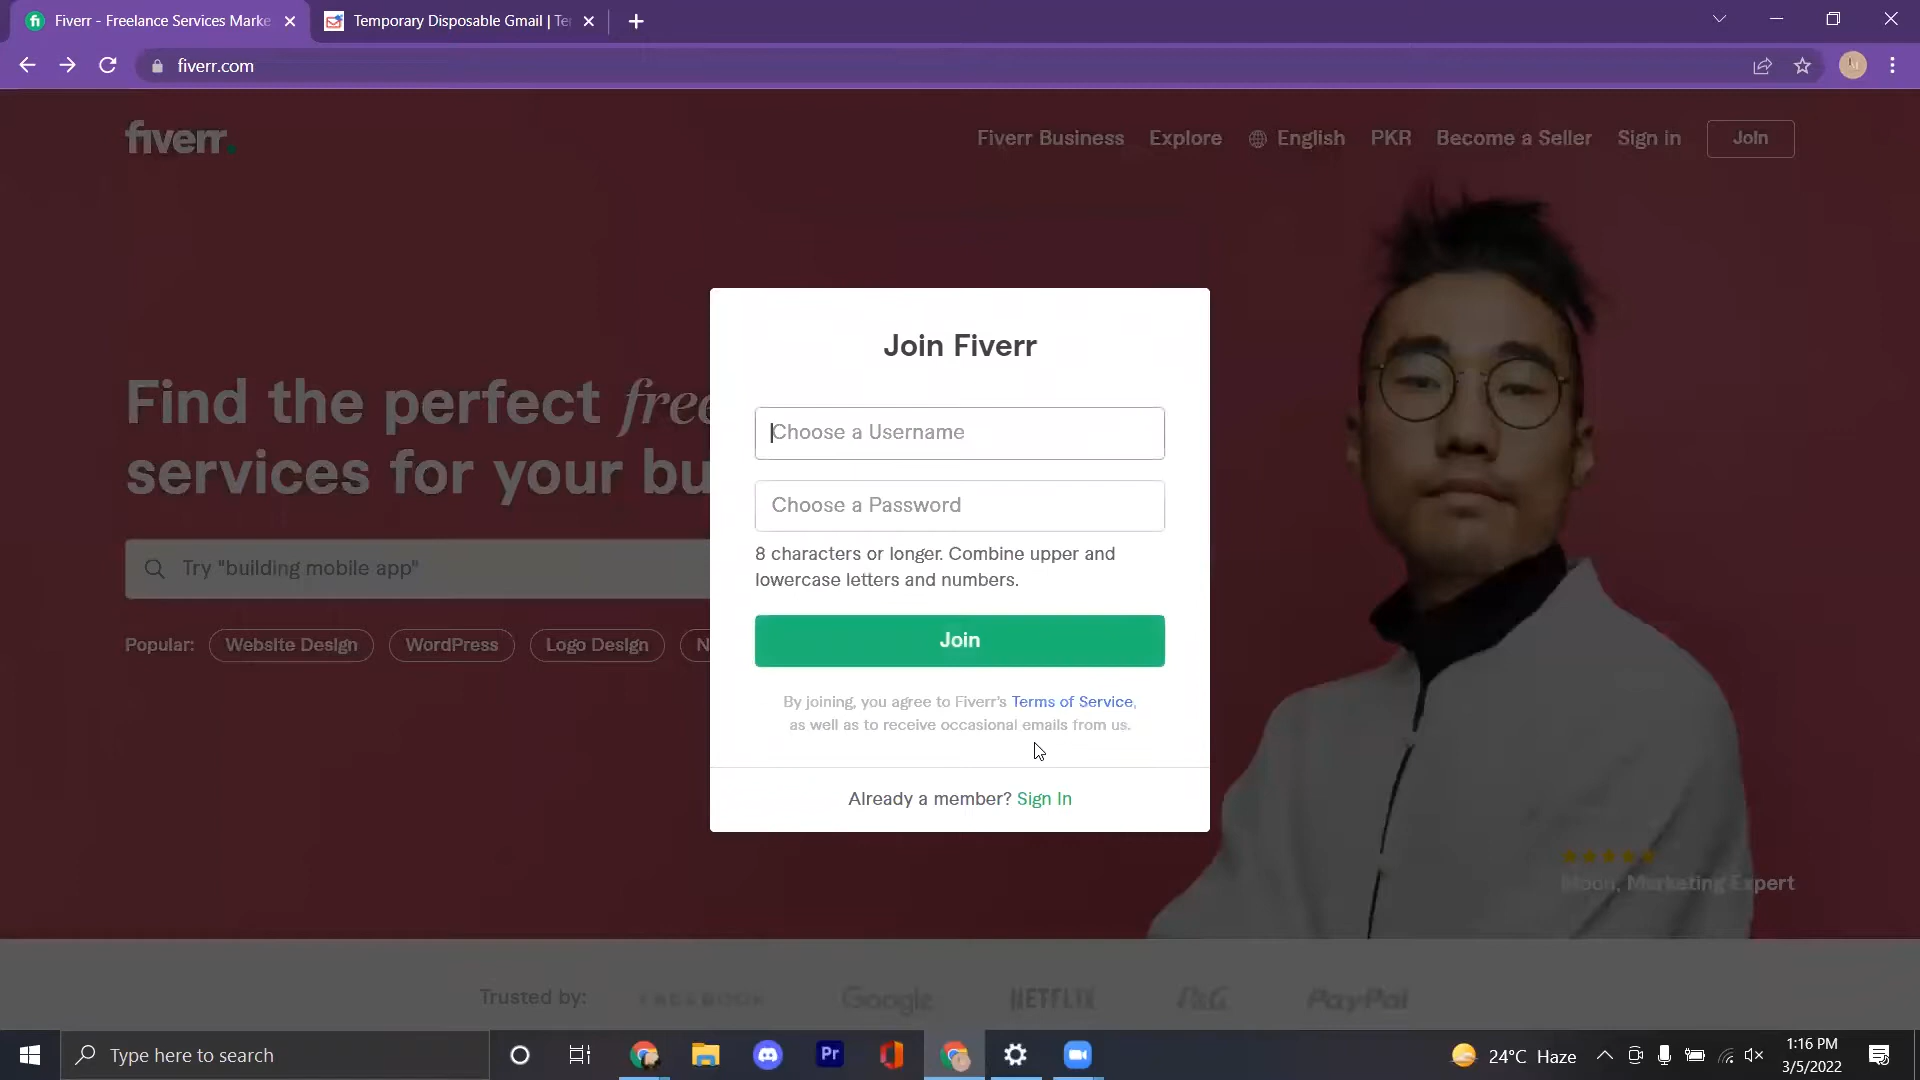 Fiverr - Freelance Services Marke
Temporary Disposable Gmail | Te
fiverr.com
fiverr.
Fiverr Business
Explore
English
PKR
Become a Seller
Sign in
Join
Find the perfect free
services for your bu
Try "building mobile app"
Popular:
Website Design
WordPress
Logo Design
N
Join Fiverr
Choose a Username
Choose a Password
8 characters or longer. Combine upper and
lowercase letters and numbers.
Join
By joining, you agree to Fiverr's Terms of Service,
as well as to receive occasional emails from us.
Already a member? Sign In
Moon, Marketing Expert
Trusted by:
FACEBOOK
Google
NETFLIX
P&G
PayPal
Type here to search
Pr
24°C Haze
1:16 PM
3/5/2022